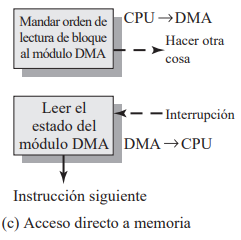 Mandar orden de
lectura de bloque
al módulo DMA
CPU → DMA
Hacer otra
cosa
Leer el
estado del
módulo DMA
Interrupción
DMA → CPU
Instrucción siguiente
(c) Acceso directo a memoria